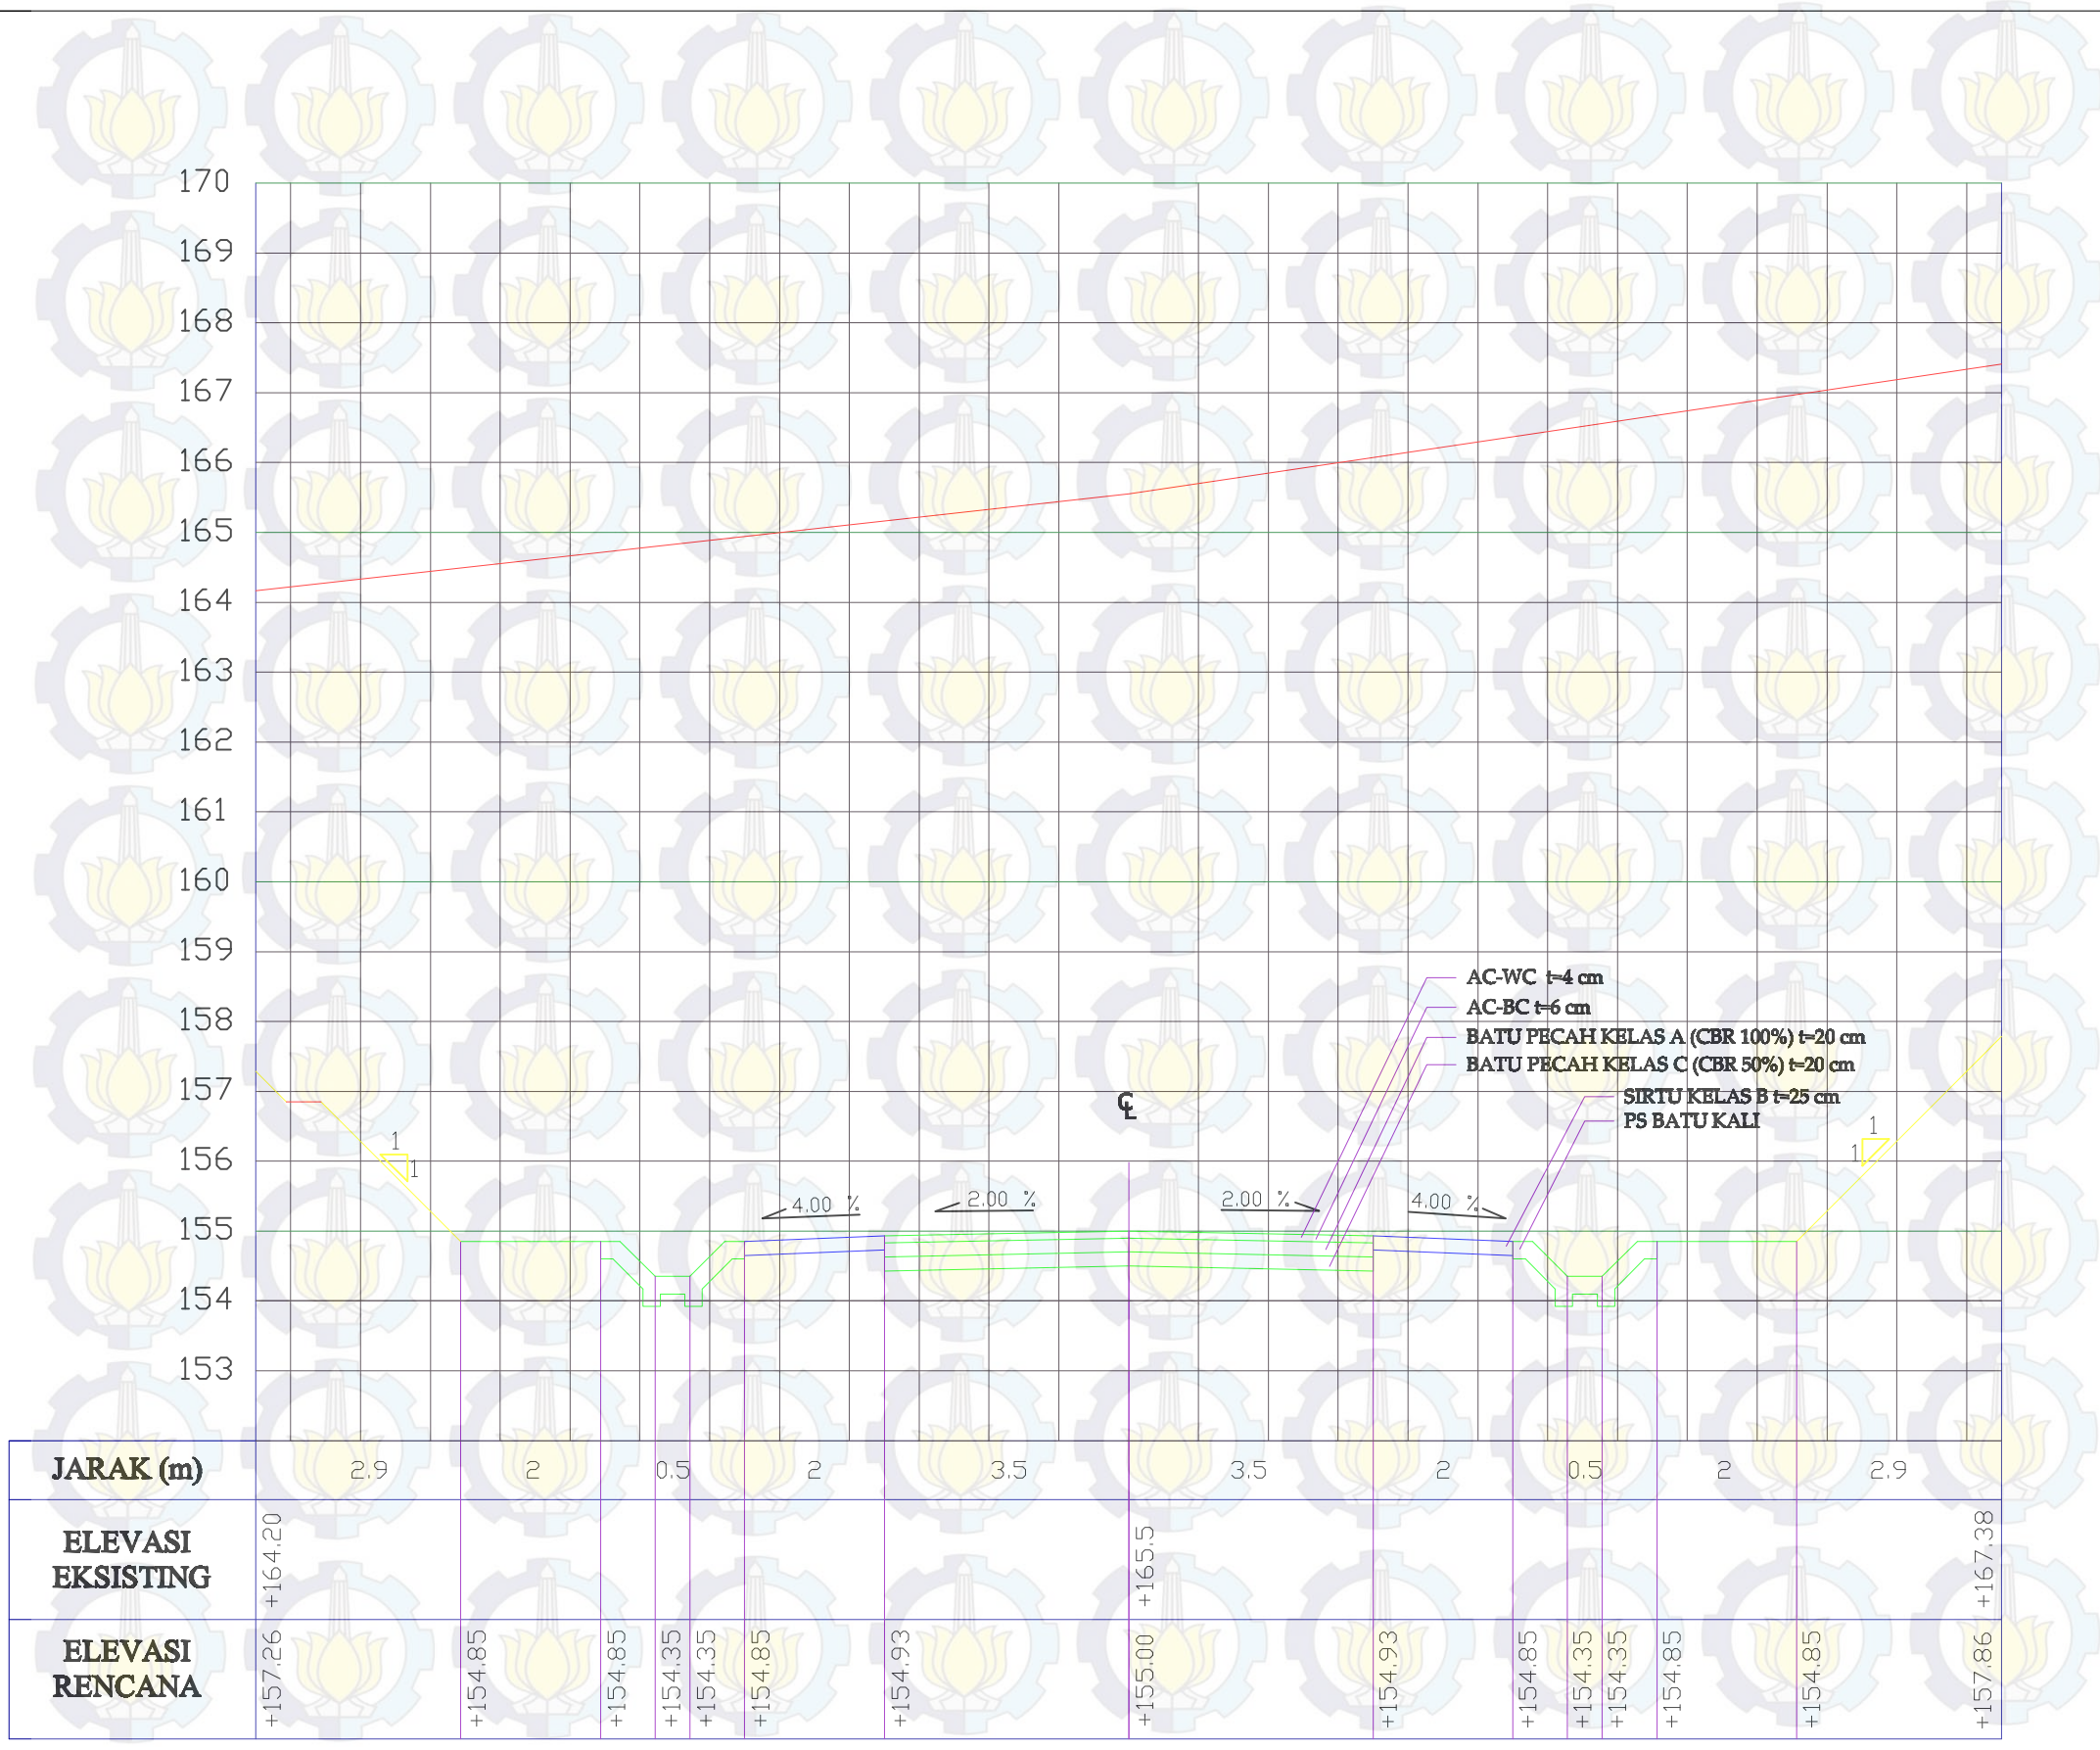 170
169
168
167
166
165
164
163
162
161
160
159
158
157
156
155
154
153
AC-WC t=4 cm
AC-BC t=6 cm
BATU PECAH KELAS A (CBR 100%) t=20 cm
BATU PECAH KELAS C (CBR 50%) t=20 cm
SIRTU KELAS B t=25 cm
PS BATU KALI
CL
1
1
1
1
4.00 %
2.00 %
2.00 %
4.00 %
JARAK (m) 2.9 2 0.5 2 3.5 3.5 2 0.5 2 2.9
ELEVASI
EKSISTING
+164.20 +165.5 +167.38
ELEVASI
RENCANA
+157.26 +154.85 +154.85 +154.35 +154.35 +154.85 +154.93 +155.00 +154.93 +154.85 +154.35 +154.35 +154.85 +154.85 +157.86